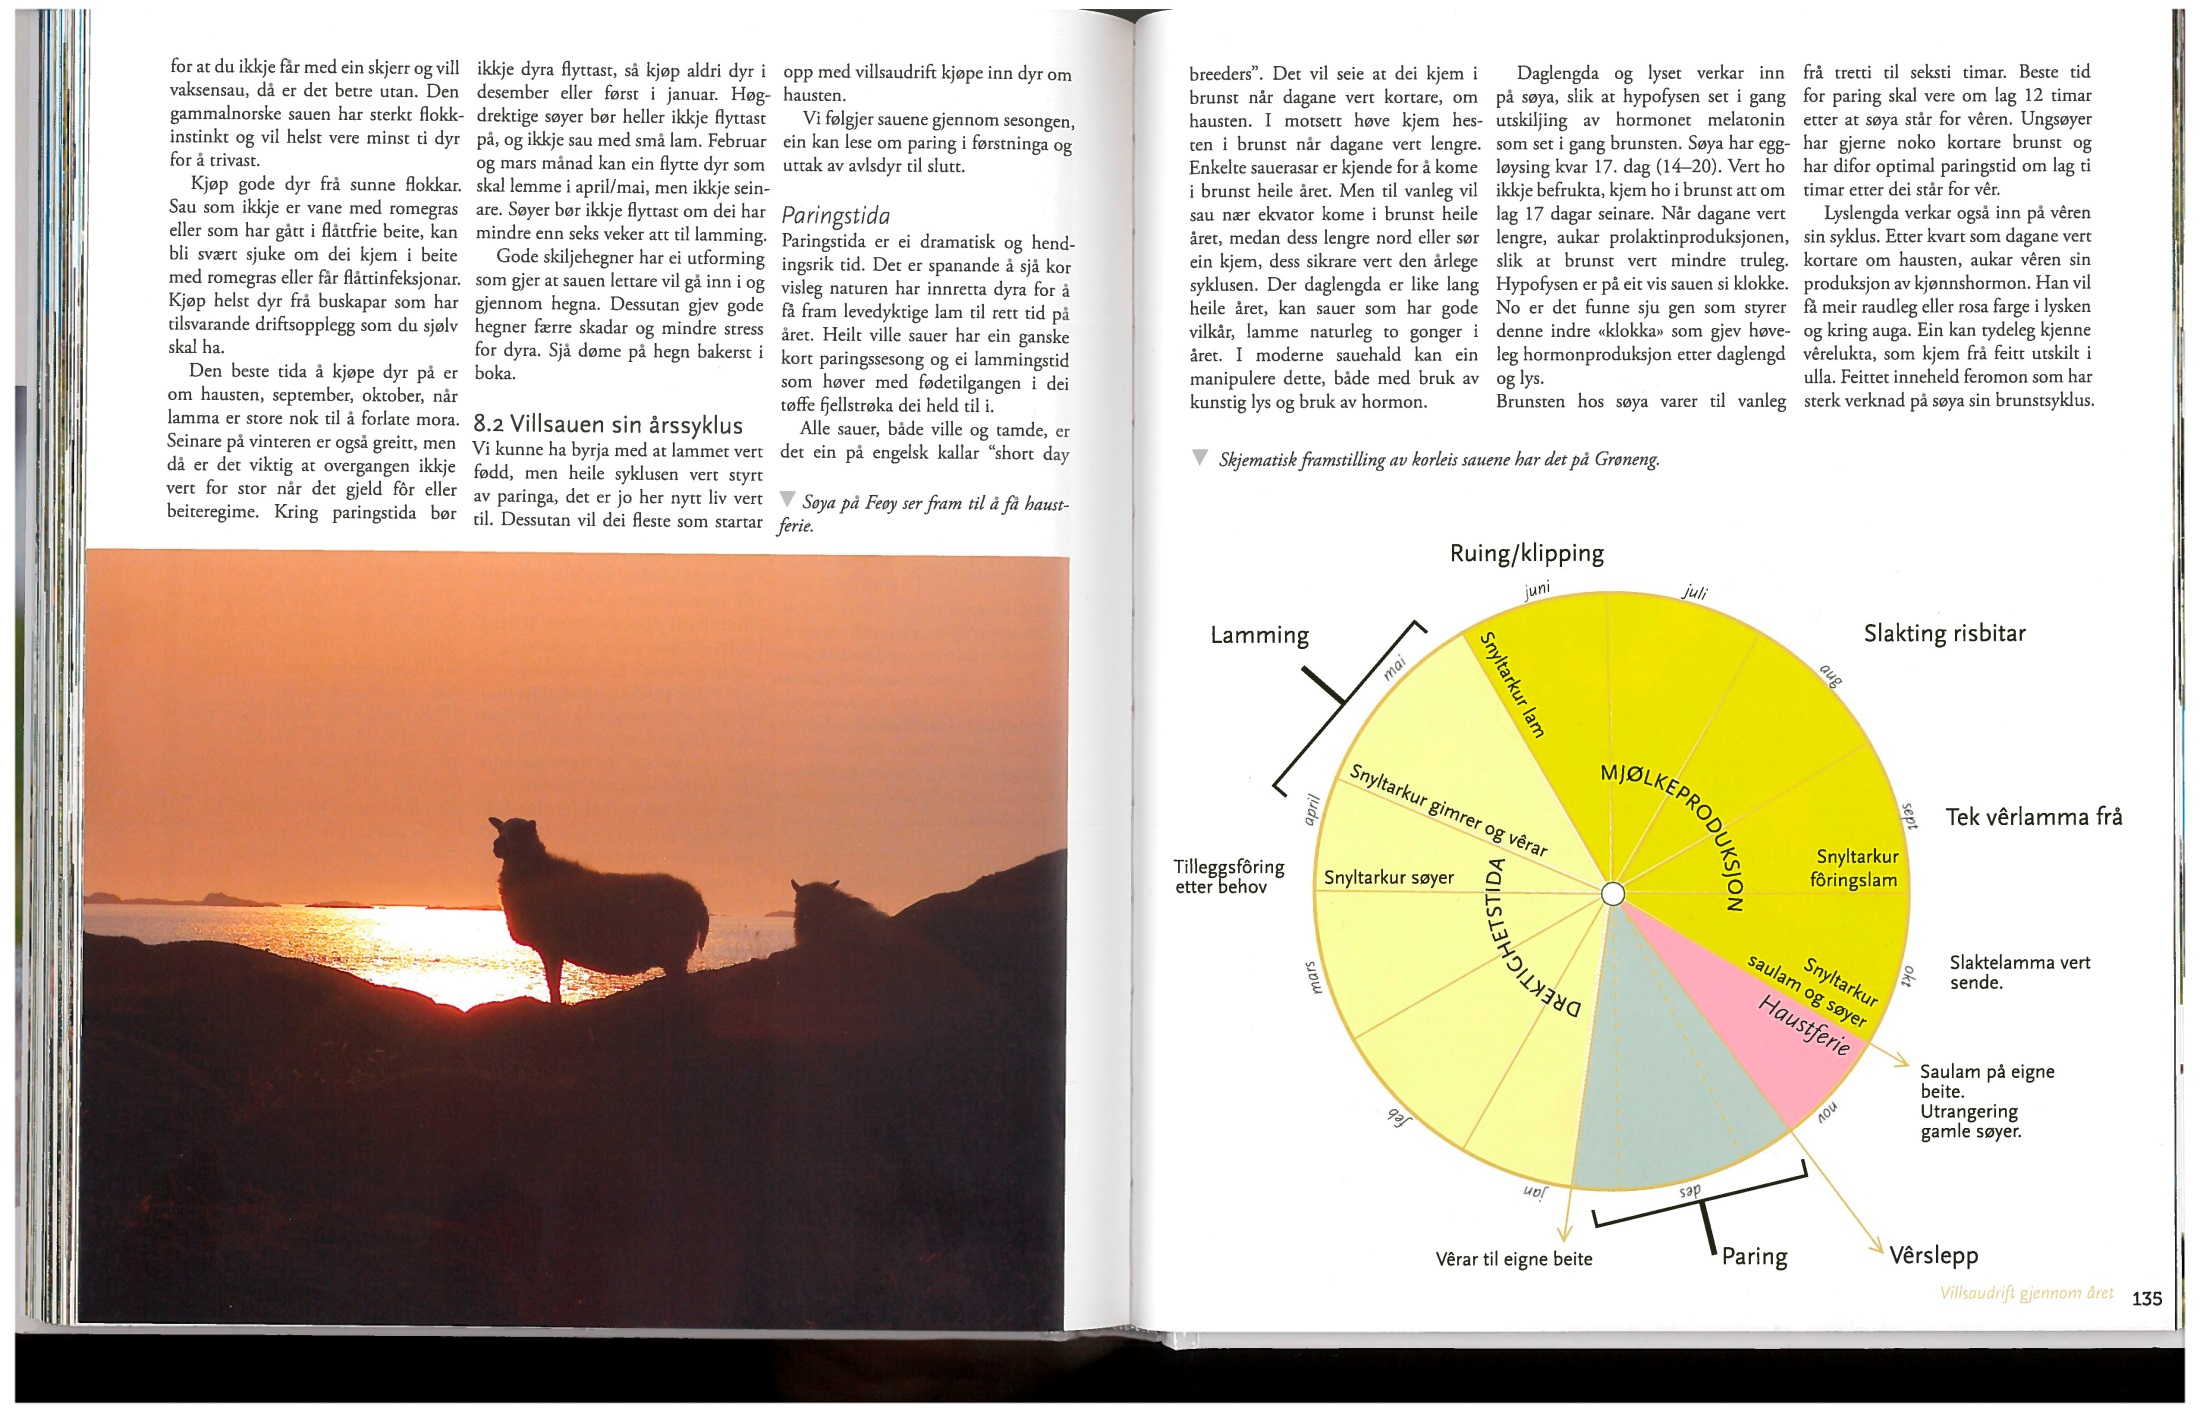 for at du ikkje får med ein skjerr og vill
vaksensau, då er det betre utan. Den
gammalnorske sauen har sterkt flokk-
instinkt og vil helst vere minst ti dyr
for å trivast.
Kjøp gode dyr frå sunne flokkar.
Sau som ikkje er vane med romegras
eller som har gått i flåttfrie beite, kan
bli svært sjuke om dei kjem i beite
med romegras eller får flåttinfeksjonar.
Kjøp helst dyr frå buskapar som har
tilsvarande driftsopplegg som du sjølv
skal ha.
Den beste tida å kjøpe dyr på er
om hausten, september, oktober, når
lamma er store nok til å forlate mora.
Seinare på vinteren er også greitt, men
då er det viktig at overgangen ikkje
vert for stor når det gjeld fôr eller
beiteregime. Kring paringstida bør
ikkje dyra flyttast, så kjøp aldri dyr i
desember eller først i januar. Høg-
drektige søyer bør heller ikkje flyttast
på, og ikkje sau med små lam. Februar
og mars månad kan ein flytte dyr som
skal lemme i april/mai, men ikkje sein-
are. Søyer bør ikkje flyttast om dei har
mindre enn seks veker att til lamming.
Gode skiljehegner har ei utforming
som gjer at sauen lettare vil gå inn i og
gjennom hegna. Dessutan gjev gode
hegner færre skadar og mindre stress
for dyra. Sjå døme på hegn bakerst i
boka.
8.2 Villsauen sin årssyklus
Vi kunne ha byrja med at lammet vert
fødd, men heile syklusen vert styrt
av paringa, det er jo her nytt liv vert
til. Dessutan vil dei fleste som startar
opp med villsaudrift kjøpe inn dyr om
hausten.
Vi følgjer sauene gjennom sesongen,
ein kan lese om paring i førstninga og
uttak av avlsdyr til slutt.
Paringstida
Paringstida er ei dramatisk og hend-
ingsrik tid. Det er spanande å sjå kor
visleg naturen har innretta dyra for å
få fram levedyktige lam til rett tid på
året. Heilt ville sauer har ein ganske
kort paringssesong og ei lammingstid
som høver med fødetilgangen i dei
tøffe fjellstrøka dei held til i.
Alle sauer, både ville og tamde, er
det ein på engelsk kallar “short day
▼ Søya på Feøy ser fram til å få haust-
ferie.
breeders”. Det vil seie at dei kjem i
brunst når dagane vert kortare, om
hausten. I motsett høve kjem hes-
ten i brunst når dagane vert lengre.
Enkelte sauerasar er kjende for å kome
i brunst heile året. Men til vanleg vil
sau nær ekvator kome i brunst heile
året, medan dess lengre nord eller sør
ein kjem, dess sikrare vert den årlege
syklusen. Der daglengda er like lang
heile året, kan sauer som har gode
vilkår, lamme naturleg to gonger i
året. I moderne sauehald kan ein
manipulere dette, både med bruk av
kunstig lys og bruk av hormon.
Daglengda og lyset verkar inn
på søya, slik at hypofysen set i gang
utskiljing av hormonet melatonin
som set i gang brunsten. Søya har egg-
løysing kvar 17. dag (14–20). Vert ho
ikkje befrukta, kjem ho i brunst att om
lag 17 dagar seinare. Når dagane vert
lengre, aukar prolaktinproduksjonen,
slik at brunst vert mindre truleg.
Hypofysen er på eit vis sauen si klokke.
No er det funne sju gen som styrer
denne indre «klokka» som gjev høve-
leg hormonproduksjon etter daglengd
og lys.
Brunsten hos søya varer til vanleg
frå tretti til seksti timar. Beste tid
for paring skal vere om lag 12 timar
etter at søya står for vêren. Ungsøyer
har gjerne noko kortare brunst og
har difor optimal paringstid om lag ti
timar etter dei står for vêr.
Lyslengda verkar også inn på vêren
sin syklus. Etter kvart som dagane vert
kortare om hausten, aukar vêren sin
produksjon av kjønnshormon. Han vil
få meir raudleg eller rosa farge i lysken
og kring auga. Ein kan tydeleg kjenne
vêrelukta, som kjem frå feitt utskilt i
ulla. Feittet inneheld feromon som har
sterk verknad på søya sin brunstsyklus.
▼ Skjematisk framstilling av korleis sauene har det på Grøneng.
Ruing/klipping
juni
juli
Lamming
Slakting risbitar
mai
aug
Snyltarkur lam
MJØLKEPRODUKSJON
april
Snyltarkur gimrer og vêrar
sept
Tek vêrlamma frå
Tilleggsfôring
etter behov
Snyltarkur søyer
Snyltarkur
fôringslam
DREKTIGHETSTIDA
mars
Snyltarkur
saulam og søyer
okt
Slaktelamma vert
sende.
Haustferie
Saulam på eigne
beite.
Utrangering
gamle søyer.
feb
nov
jan
des
Vêrar til eigne beite
Paring
Vêrslepp
Villsaudrift gjennom året 135